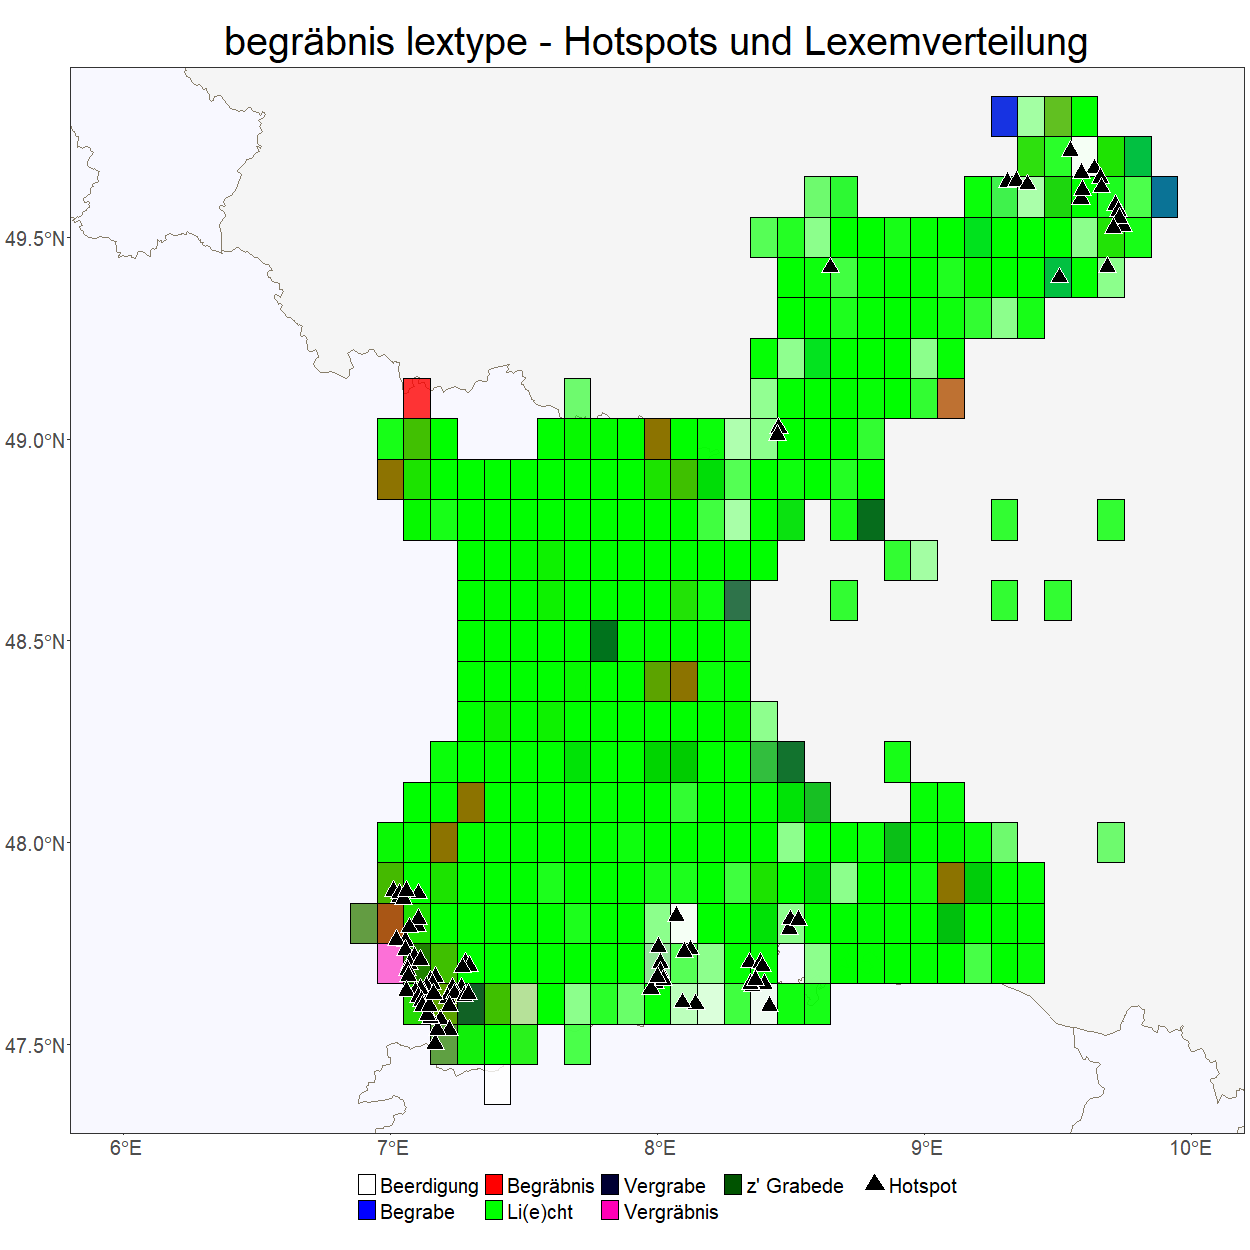 begräbnis lextype - Hotspots und Lexemverteilung
49.5°N
49.0°N
48.5°N
48.0°N
47.5°N
6°E 7°E 8°E 9°E 10°E
Beerdigung Begräbnis Vergrabe z' Grabede Hotspot
Begrabe Li(e)cht Vergräbnis